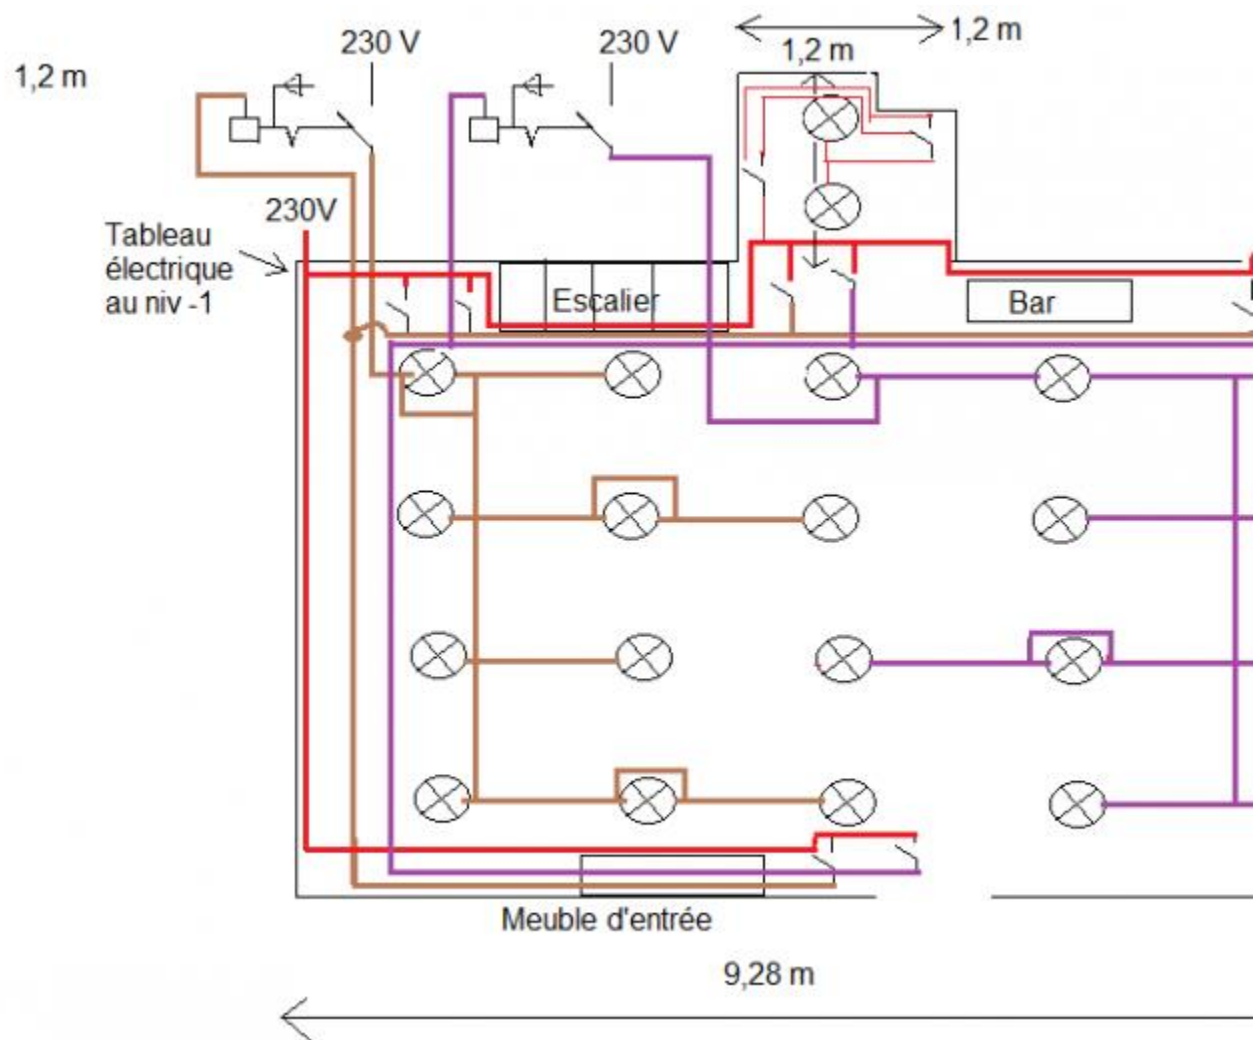 230 V
230 V
1,2 m
1,2 m
1,2 m
230V
Tableau
électrique
au niv -1
Escalier
Bar
Meuble d'entrée
9,28 m